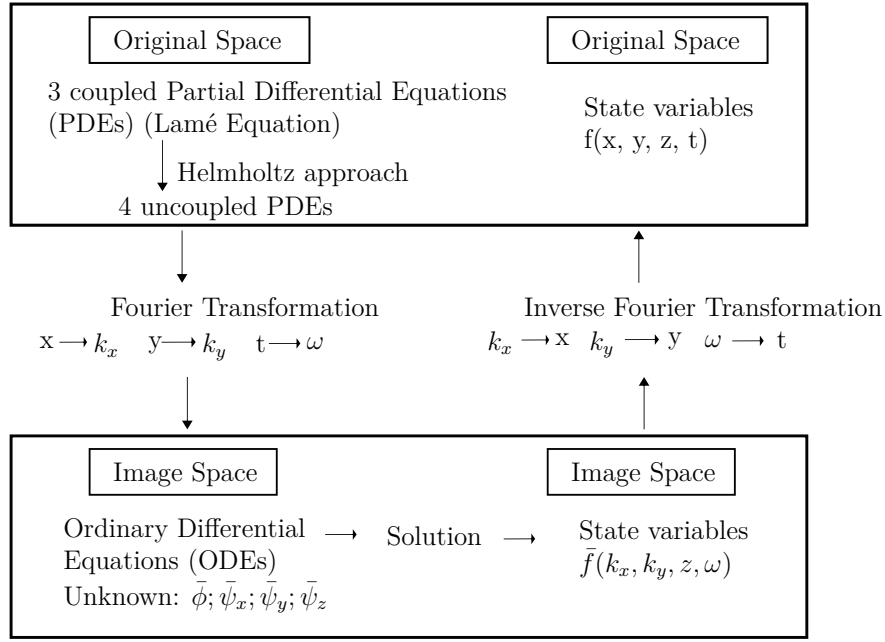 Original Space
3 coupled Partial Differential Equations
(PDEs) (Lamé Equation)
Helmholtz approach
4 uncoupled PDEs
Original Space
State variables
f(x, y, z, t)
Fourier Transformation
x → k_x y → k_y t → ω
Inverse Fourier Transformation
k_x → x k_y → y ω → t
Image Space
Ordinary Differential
Equations (ODEs)
Unknown: ϕ̄; ψ̄_x; ψ̄_y; ψ̄_z
Solution
Image Space
State variables
f̄(k_x, k_y, z, ω)